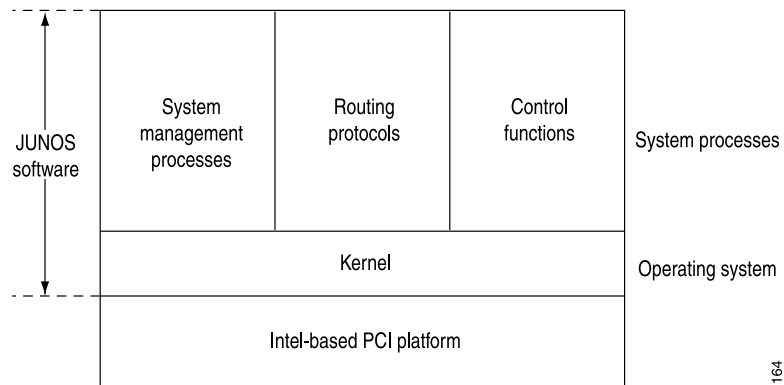 JUNOS
software
System
management
processes
Routing
protocols
Control
functions
System processes
Kernel
Operating system
Intel-based PCI platform
164